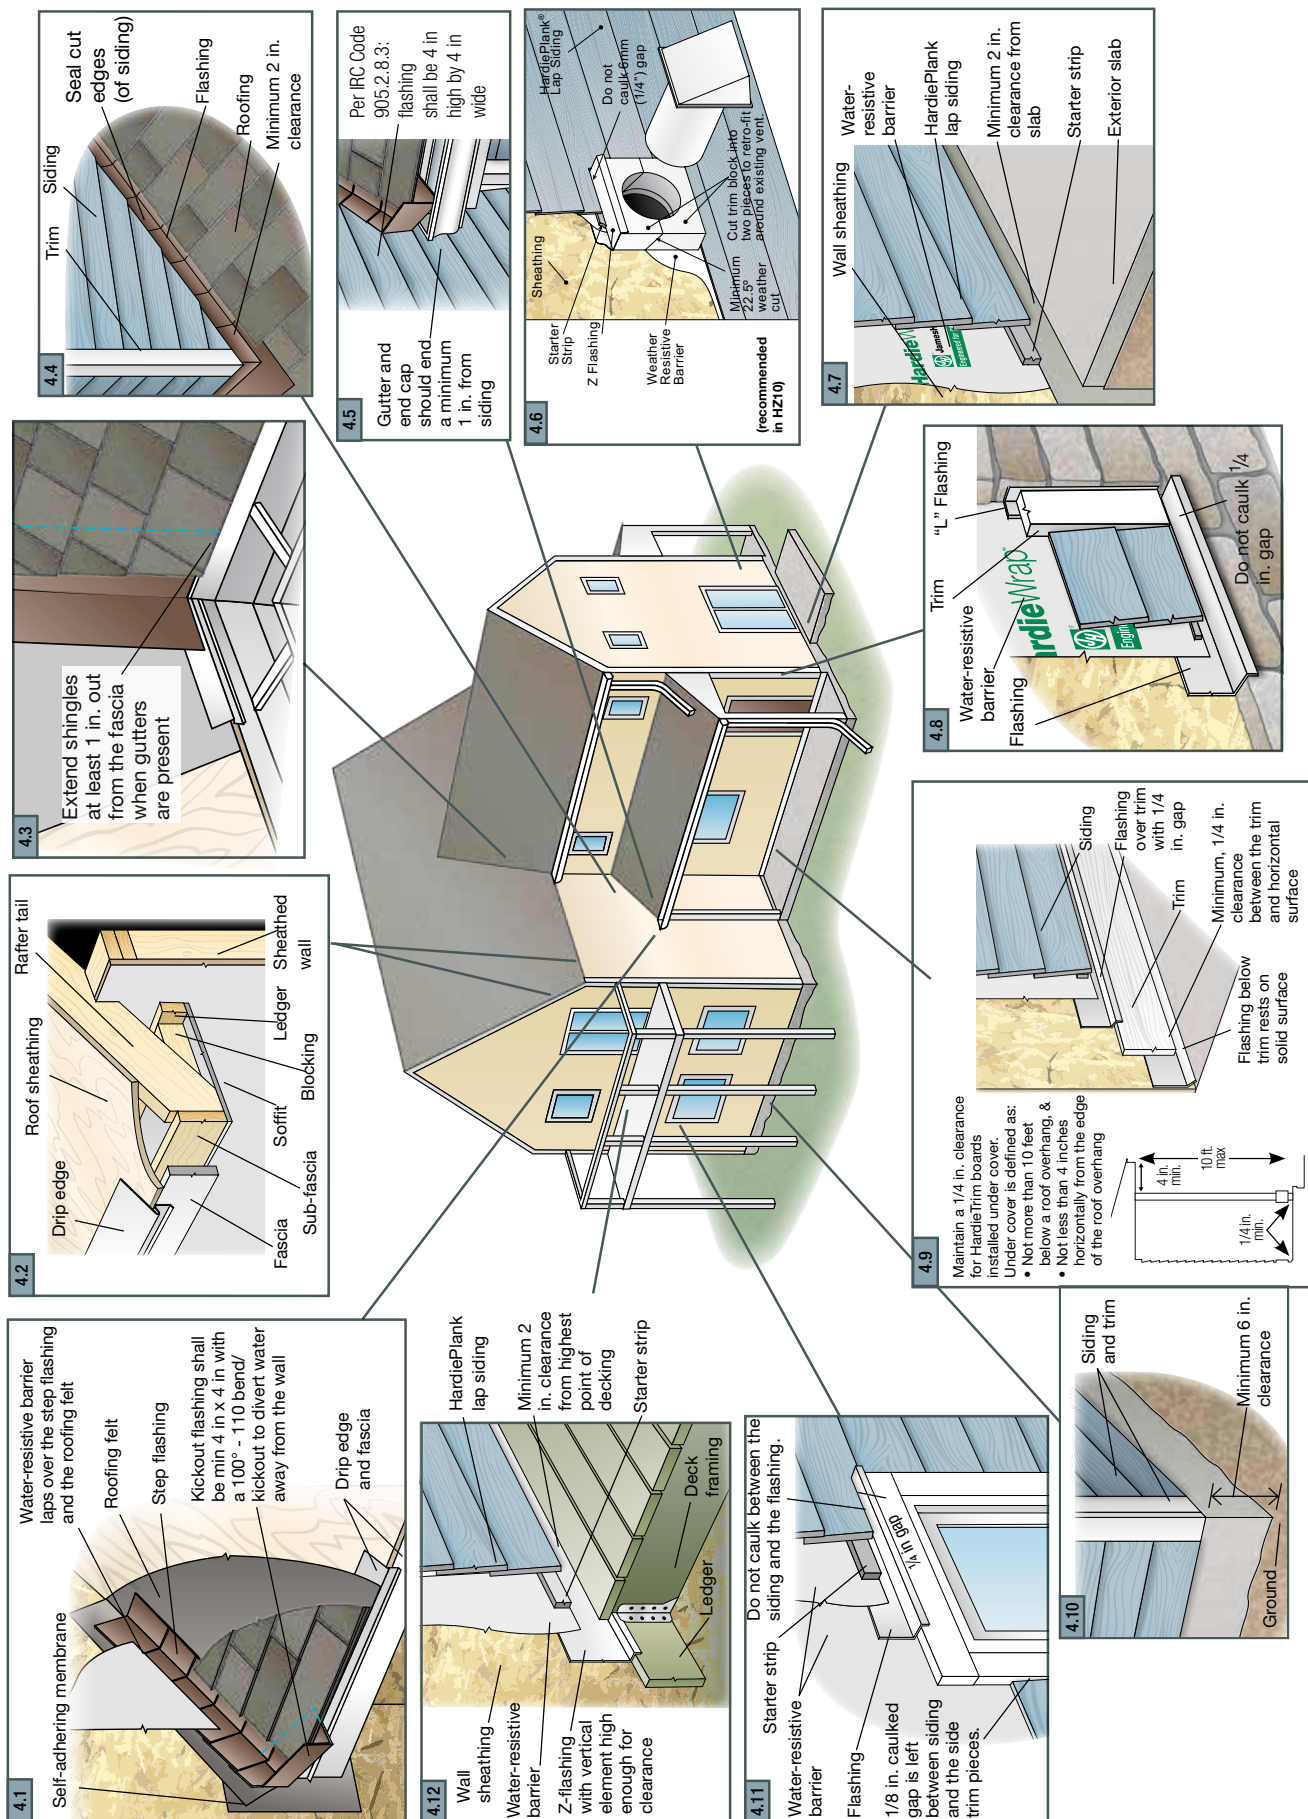 4.1
Self-adhering membrane
Water-resistive barrier
laps over the step flashing
and the roofing felt
Roofing felt
Step flashing
Kickout flashing shall
be min 4 in x 4 in with
a 100° - 110 bend/
kickout to divert water
away from the wall
Drip edge
and fascia
4.2
Drip edge
Roof sheathing
Rafter tail
Fascia
Sub-fascia
Soffit
Blocking
Ledger
Sheathed
wall
4.3
Extend shingles
at least 1 in. out
from the fascia
when gutters
are present
4.4
Trim
Siding
Seal cut
edges
(of siding)
Flashing
Roofing
Minimum 2 in.
clearance
4.5
Gutter and
end cap
should end
a minimum
1 in. from
siding
Per IRC Code
905.2.8.3:
flashing
shall be 4 in
high by 4 in
wide
4.6
(recommended
in HZ10)
Starter
Strip
Z Flashing
Weather
Resistive
Barrier
Sheathing
Minimum
22.5º
weather
cut
Cut trim block into
two pieces to retro-fit
around existing vent.
Do not
caulk 6mm
(1/4") gap
HardiePlank®
Lap Siding
4.7
Wall sheathing
Water-
resistive
barrier
HardiePlank
lap siding
Minimum 2 in.
clearance from
slab
Starter strip
Exterior slab
HardieWrap
JH
James
Engineered for
4.8
Flashing
Water-resistive
barrier
Trim
"L" Flashing
rdieWrap®
JH
Engin
Do not caulk 1/4
in. gap
4.9
Maintain a 1/4 in. clearance
for HardieTrim boards
installed under cover.
Under cover is defined as:
• Not more than 10 feet
below a roof overhang, &
• Not less than 4 inches
horizontally from the edge
of the roof overhang
4 in.
min.
10 ft.
max
1/4 in.
min.
Siding
Flashing
over trim
with 1/4
in. gap
Trim
Minimum, 1/4 in.
clearance
between the trim
and horizontal
surface
Flashing below
trim rests on
solid surface
4.10
Siding
and trim
Minimum 6 in.
clearance
Ground
4.11
Water-resistive
barrier
Starter strip
Do not caulk between the
siding and the flashing.
Flashing
1/4 in gap
1/8 in. caulked
gap is left
between siding
and the side
trim pieces.
4.12
Wall
sheathing
Water-resistive
barrier
Z-flashing
with vertical
element high
enough for
clearance
HardiePlank
lap siding
Minimum 2
in. clearance
from highest
point of
decking
Starter strip
Deck
framing
Ledger